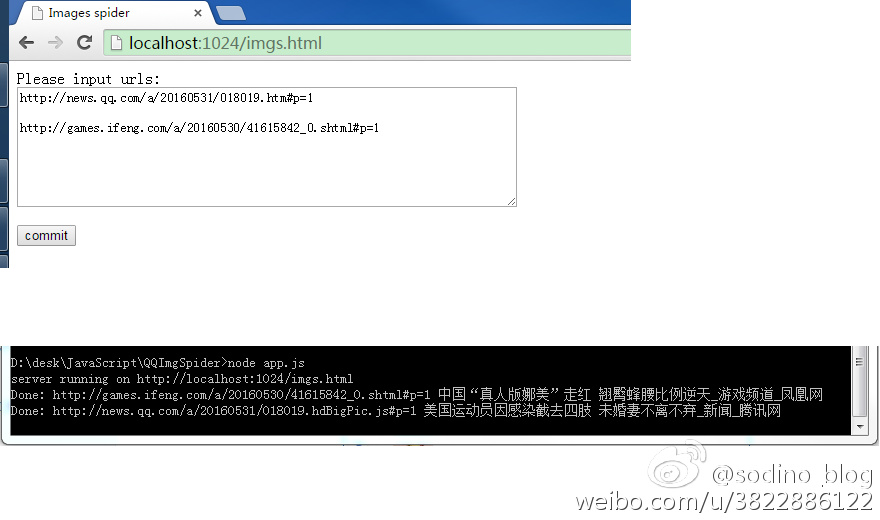 Images spider
localhost:1024/imgs.html
Please input urls:
http://news.qq.com/a/20160531/018019.htm#p=1
http://games.ifeng.com/a/20160530/41615842_0.shtml#p=1
commit
D:\desk\JavaScript\QQImgSpider>node app.js
server running on http://localhost:1024/imgs.html
Done: http://games.ifeng.com/a/20160530/41615842_0.shtml#p=1 中国“真人版娜美”走红 翘臀蜂腰比例逆天_游戏频道_凤凰网
Done: http://news.qq.com/a/20160531/018019.hdBigPic.js#p=1 美国运动员因感染截去四肢 未婚妻不离不弃_新闻_腾讯网
@sodino_blog
weibo.com/u/3822886122